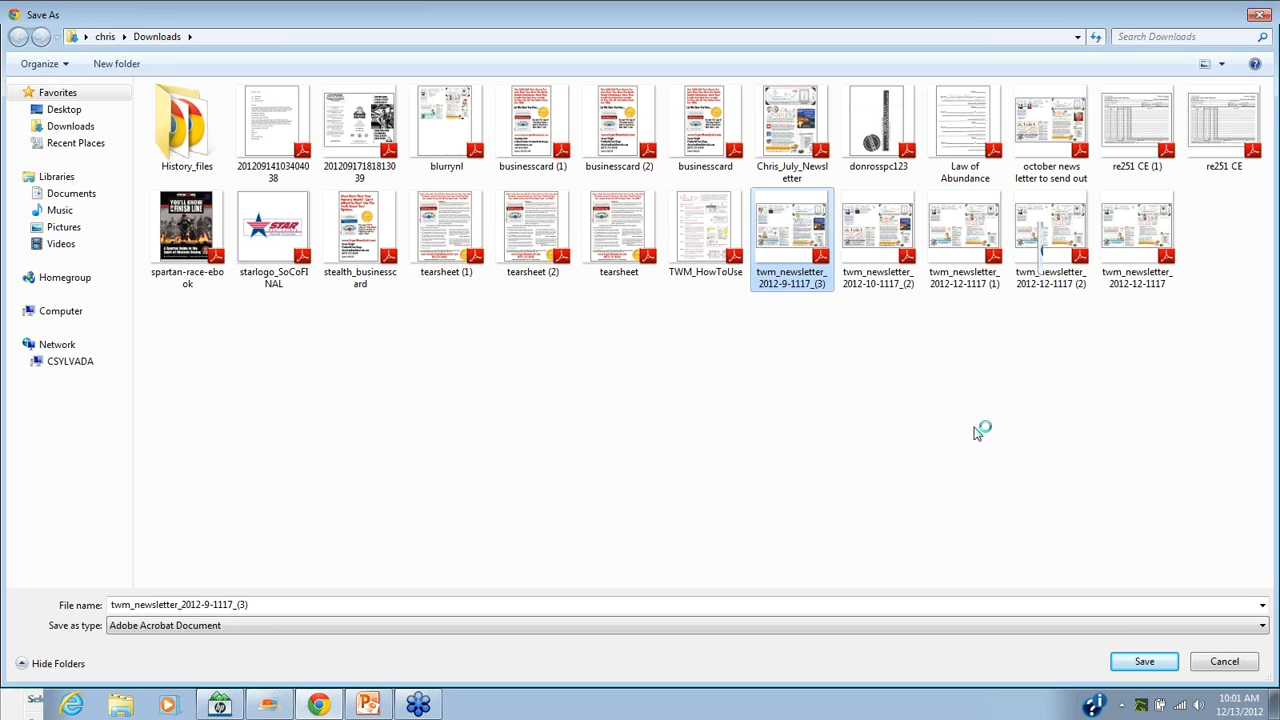 Save As
chris Downloads
Search Downloads
Organize
New folder
Favorites
Desktop
Downloads
Recent Places
Libraries
Documents
Music
Pictures
Videos
Homegroup
Computer
Network
CSYLVADA
History_files
20120914103404038
20120917181813039
blurrynl
businesscard (1)
businesscard (2)
businesscard
Chris_July_Newsl
etter
donrosspc123
Law of
Abundance
october news
letter to send out
re251 CE (1)
re251 CE
spartan-race-ebo
ok
starlogo_SoCoFI
NAL
stealth_businessc
ard
tearsheet (1)
tearsheet (2)
tearsheet
TWM_HowToUse
twm_newsletter_
2012-9-1117_(3)
twm_newsletter_
2012-10-1117_(2)
twm_newsletter_
2012-12-1117 (1)
twm_newsletter_
2012-12-1117 (2)
twm_newsletter_
2012-12-1117
File name: twm_newsletter_2012-9-1117_(3)
Save as type: Adobe Acrobat Document
Hide Folders
Save
Cancel
10:01 AM
12/13/2012